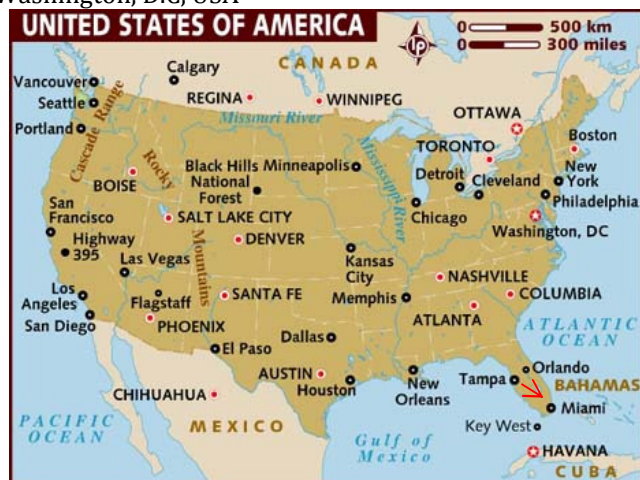 Washington, D.C, USA
UNITED STATES OF AMERICA
0 500 km
0 300 miles
lp
CANADA
Calgary
Vancouver
Seattle
REGINA
WINNIPEG
Missouri River
OTTAWA
Portland
Cascade Range
TORONTO
Boston
Rocky
Mountains
BOISE
Black Hills
National
Forest
Minneapolis
Mississippi River
Detroit
Cleveland
New
York
Philadelphia
San
Francisco
SALT LAKE CITY
Chicago
Washington, DC
Highway
395
DENVER
Las Vegas
Kansas
City
NASHVILLE
Los
Angeles
Flagstaff
SANTA FE
Memphis
COLUMBIA
San Diego
PHOENIX
ATLANTA
ATLANTIC
OCEAN
El Paso
Dallas
AUSTIN
Houston
New
Orleans
Tampa
Orlando
BAHAMAS
CHIHUAHUA
Miami
PACIFIC
OCEAN
MEXICO
Gulf of
Mexico
Key West
HAVANA
CUBA